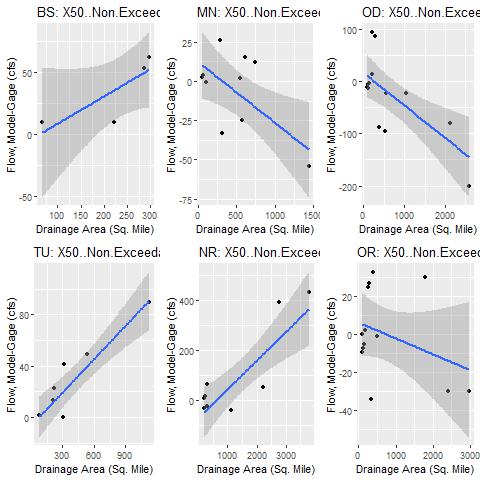 BS: X50..Non.Exceed
MN: X50..Non.Exceed
OD: X50..Non.Exceed
Flow, Model-Gage (cfs)
50
0
-50
100
150
200
250
300
Drainage Area (Sq. Mile)
Flow, Model-Gage (cfs)
25
0
-25
-50
-75
0
500
1000
1500
Drainage Area (Sq. Mile)
Flow, Model-Gage (cfs)
100
0
-100
-200
0
1000
2000
Drainage Area (Sq. Mile)
TU: X50..Non.Exceeda
NR: X50..Non.Exceed
OR: X50..Non.Exceed
Flow, Model-Gage (cfs)
80
40
0
300
600
900
Drainage Area (Sq. Mile)
Flow, Model-Gage (cfs)
400
200
0
0
1000
2000
3000
Drainage Area (Sq. Mile)
Flow, Model-Gage (cfs)
20
0
-20
-40
0
1000
2000
3000
Drainage Area (Sq. Mile)